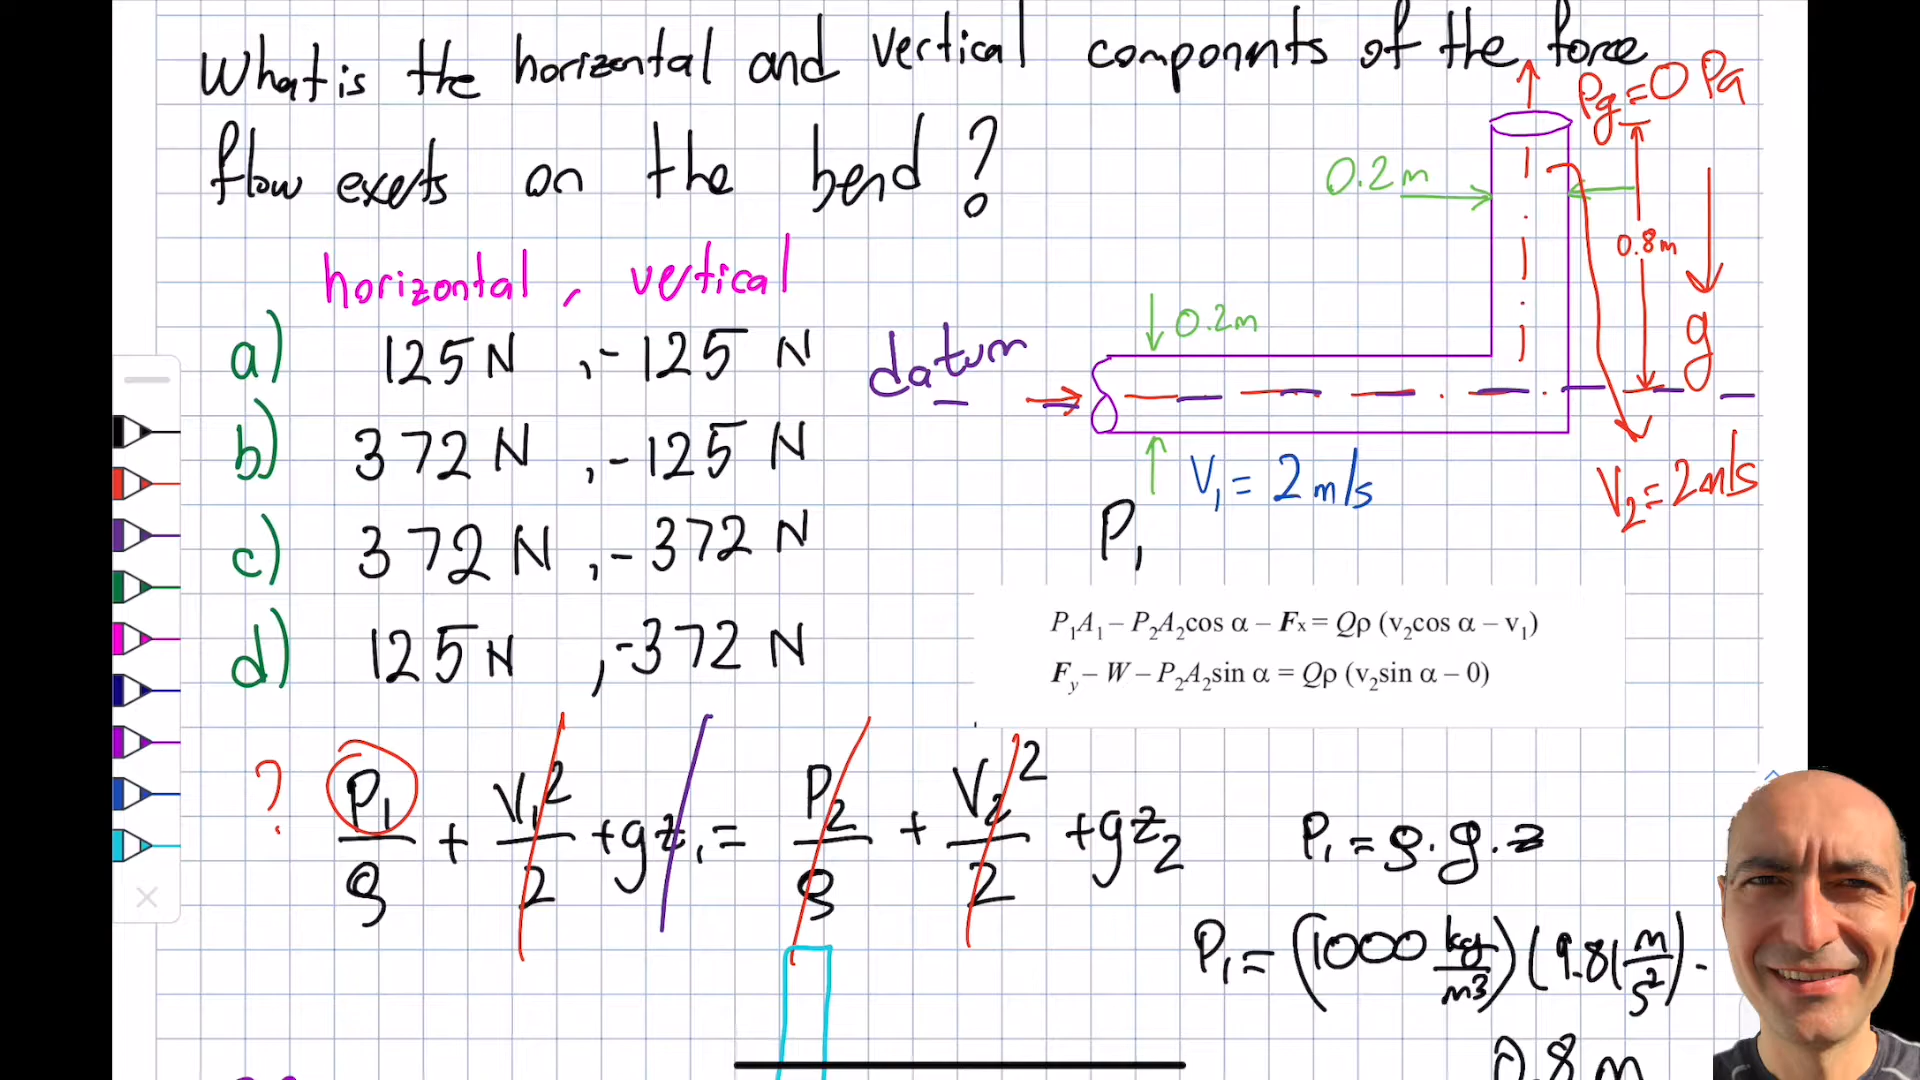 What is the horizontal and vertical components of the force
flow exerts on the bend?
horizontal, vertical
a) 125 N, -125 N
b) 372 N, -125 N
c) 372 N, -372 N
d) 125 N, -372 N
Pg = 0 Pa
0.2 m
0.8 m
g
0.2 m
datum
V₁ = 2 m/s
V₂ = 2 m/s
P₁
P₁A₁ – P₂A₂cos α – Fₓ = Qρ (v₂cos α – v₁)
Fy – W – P₂A₂sin α = Qρ (v₂sin α – 0)
? P₁/ρ + V₁²/2 + gz₁ = P₂/ρ + V₂²/2 + gz₂
P₁ = ρ.g.z
P₁ = (1000 kg/m³)(9.81 m/s²).
0.8 m